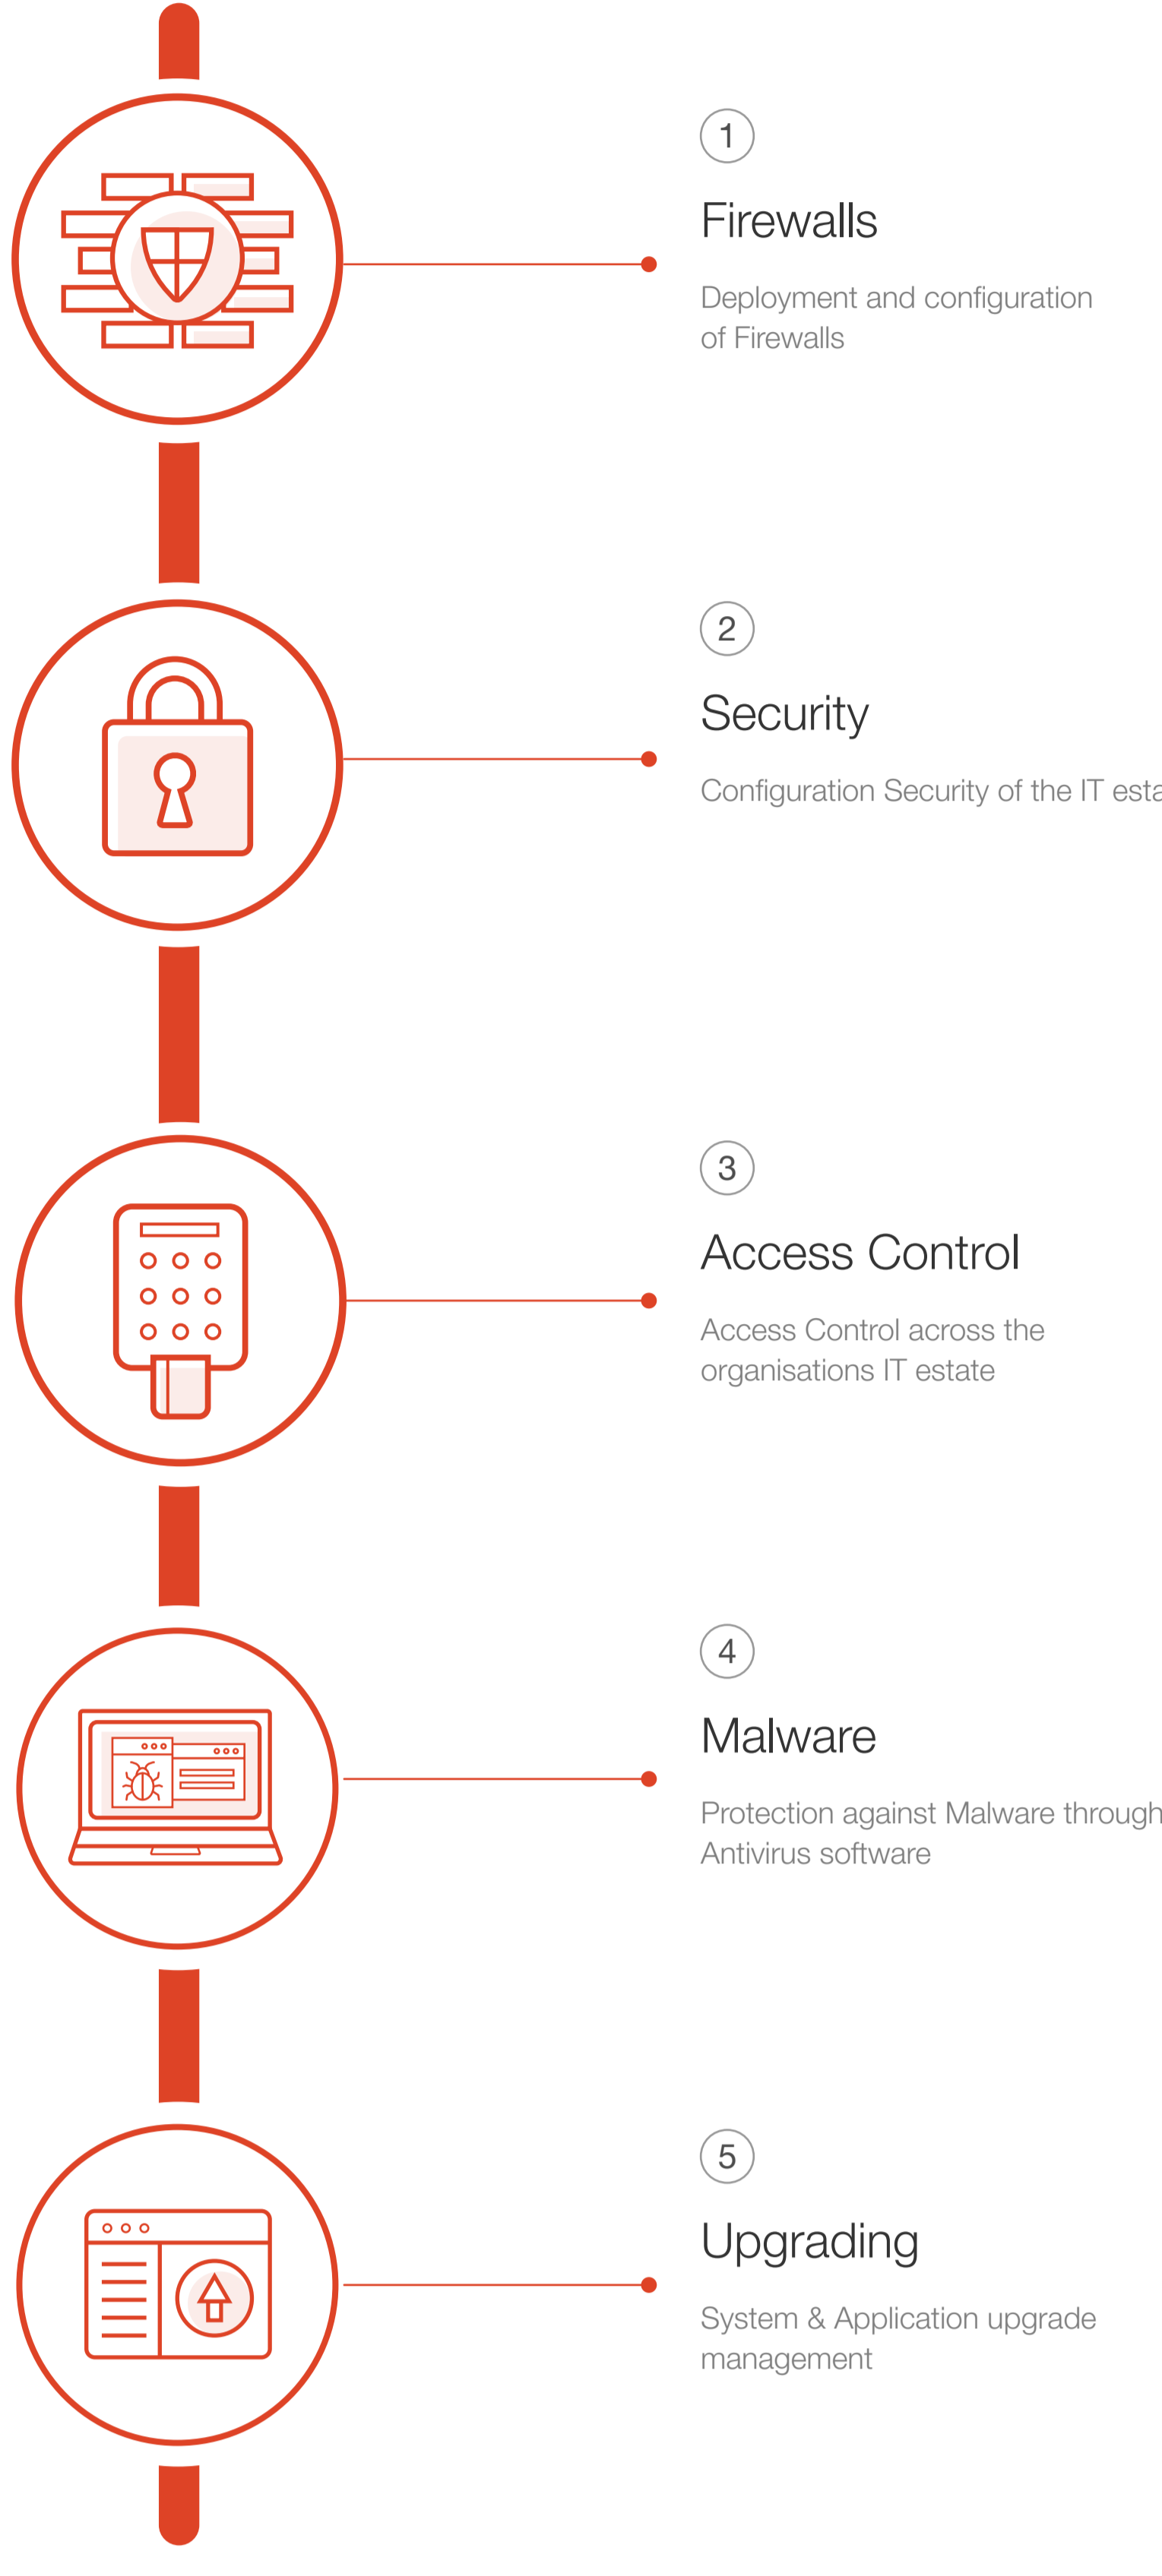 1
Firewalls
Deployment and configuration
of Firewalls
2
Security
Configuration Security of the IT
3
Access Control
Access Control across the
organisations IT estate
4
Malware
Protection against Malware through
Antivirus software
5
Upgrading
System & Application upgrade
management